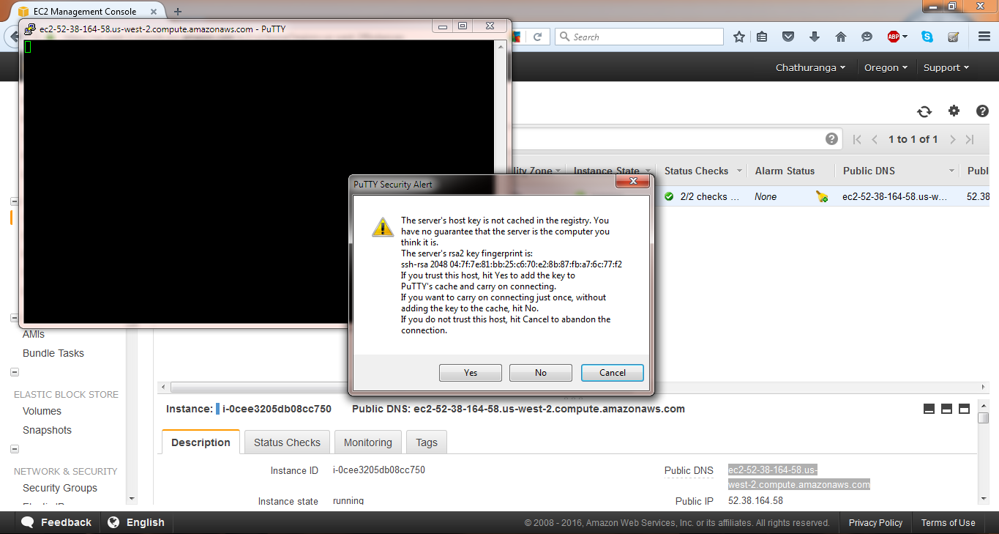 EC2 Management Console
ec2-52-38-164-58.us-west-2.compute.amazonaws.com - PuTTY
Search
ABP
Chathuranga
Oregon
Support
1 to 1 of 1
lity Zone
Instance State
Status Checks
Alarm Status
Public DNS
Publ
2/2 checks ...
None
ec2-52-38-164-58.us-w...
52.38
PuTTY Security Alert
The server's host key is not cached in the registry. You
have no guarantee that the server is the computer you
think it is.
The server's rsa2 key fingerprint is:
ssh-rsa 2048 04:7f:7e:81:bb:25:c6:70:e2:8b:87:fb:a7:6c:77:f2
If you trust this host, hit Yes to add the key to
PuTTY's cache and carry on connecting.
If you want to carry on connecting just once, without
adding the key to the cache, hit No.
If you do not trust this host, hit Cancel to abandon the
connection.
Yes
No
Cancel
AMIs
Bundle Tasks
ELASTIC BLOCK STORE
Volumes
Snapshots
NETWORK & SECURITY
Security Groups
Instance: i-0cee3205db08cc750
Public DNS: ec2-52-38-164-58.us-west-2.compute.amazonaws.com
Description
Status Checks
Monitoring
Tags
Instance ID
i-0cee3205db08cc750
Public DNS
ec2-52-38-164-58.us-
west-2.compute.amazonaws.com
Instance state
running
Public IP
52.38.164.58
Feedback
English
© 2008 - 2016, Amazon Web Services, Inc. or its affiliates. All rights reserved.
Privacy Policy
Terms of Use